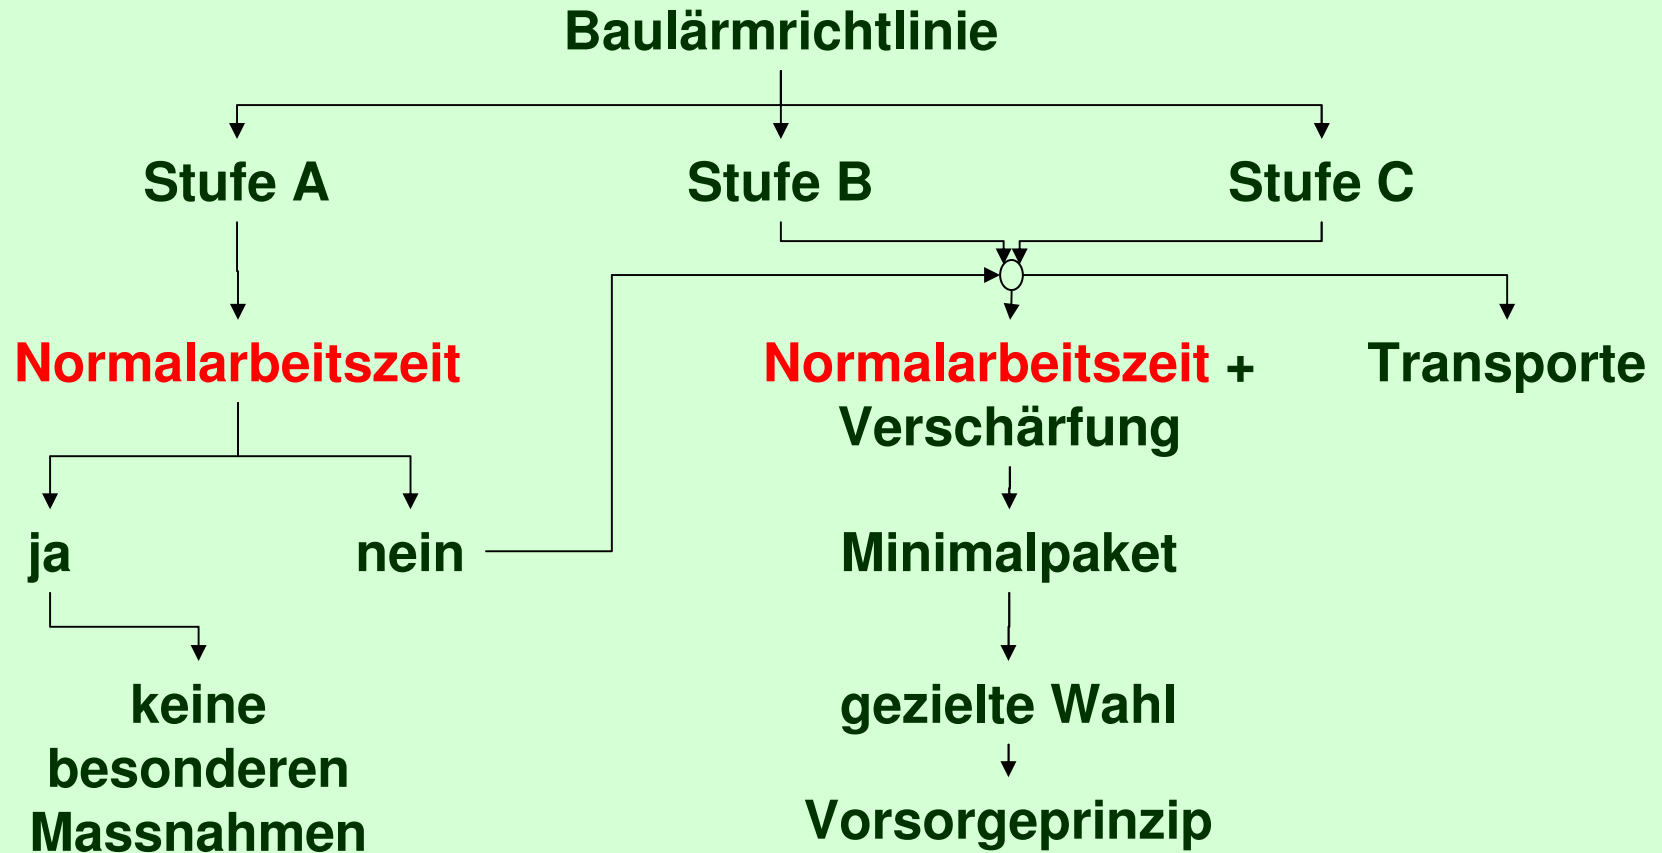 Baulärmrichtlinie
Stufe A
Stufe B
Stufe C
Normalarbeitszeit
Normalarbeitszeit +
Verschärfung
Transporte
ja
nein
Minimalpaket
keine
besonderen
Massnahmen
gezielte Wahl
Vorsorgeprinzip